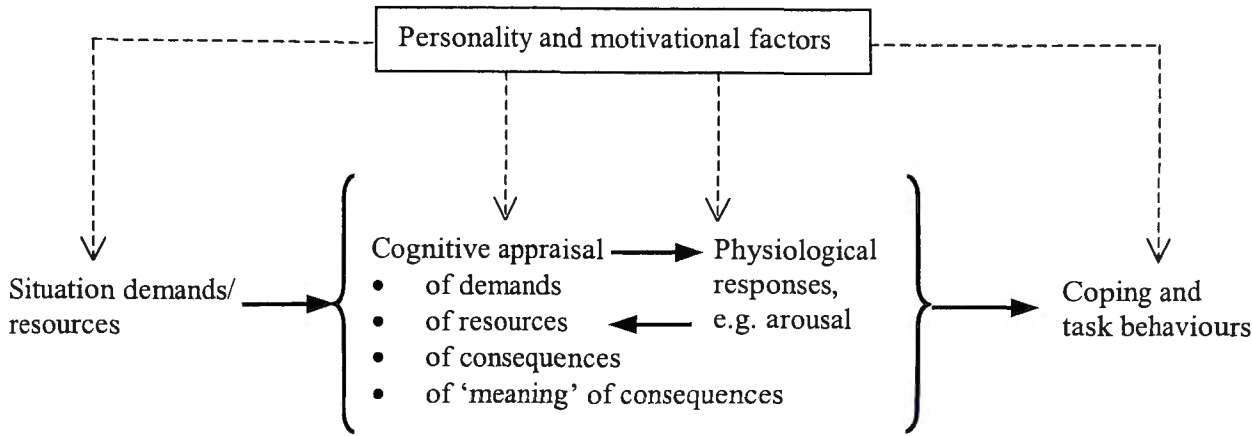 Personality and motivational factors
Situation demands/
resources
Cognitive appraisal
• of demands
• of resources
• of consequences
• of ‘meaning’ of consequences
Physiological
responses,
e.g. arousal
Coping and
task behaviours